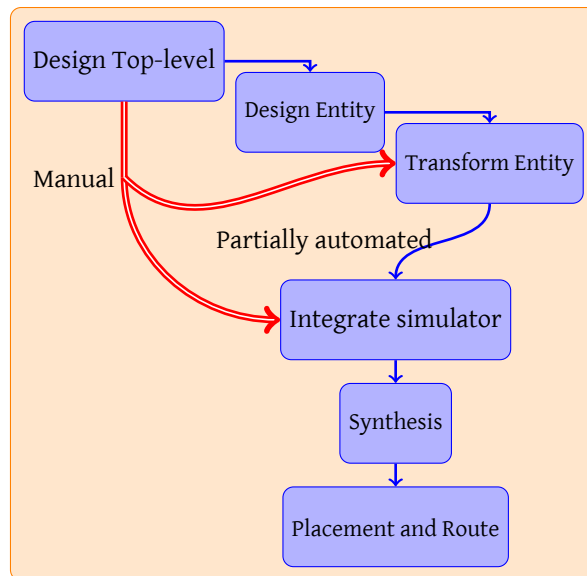 Design Top-level
Design Entity
Transform Entity
Manual
Partially automated
Integrate simulator
Synthesis
Placement and Route